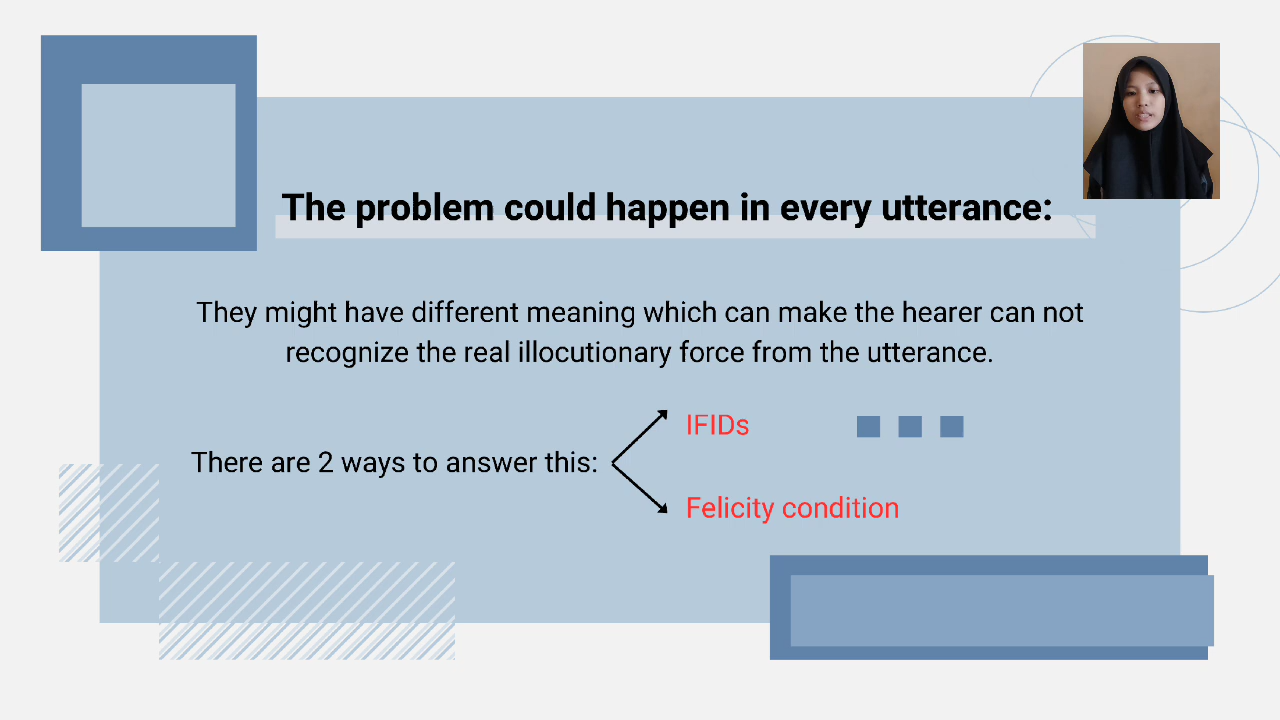 The problem could happen in every utterance:
They might have different meaning which can make the hearer can not
recognize the real illocutionary force from the utterance.
There are 2 ways to answer this:
IFIDs
Felicity condition